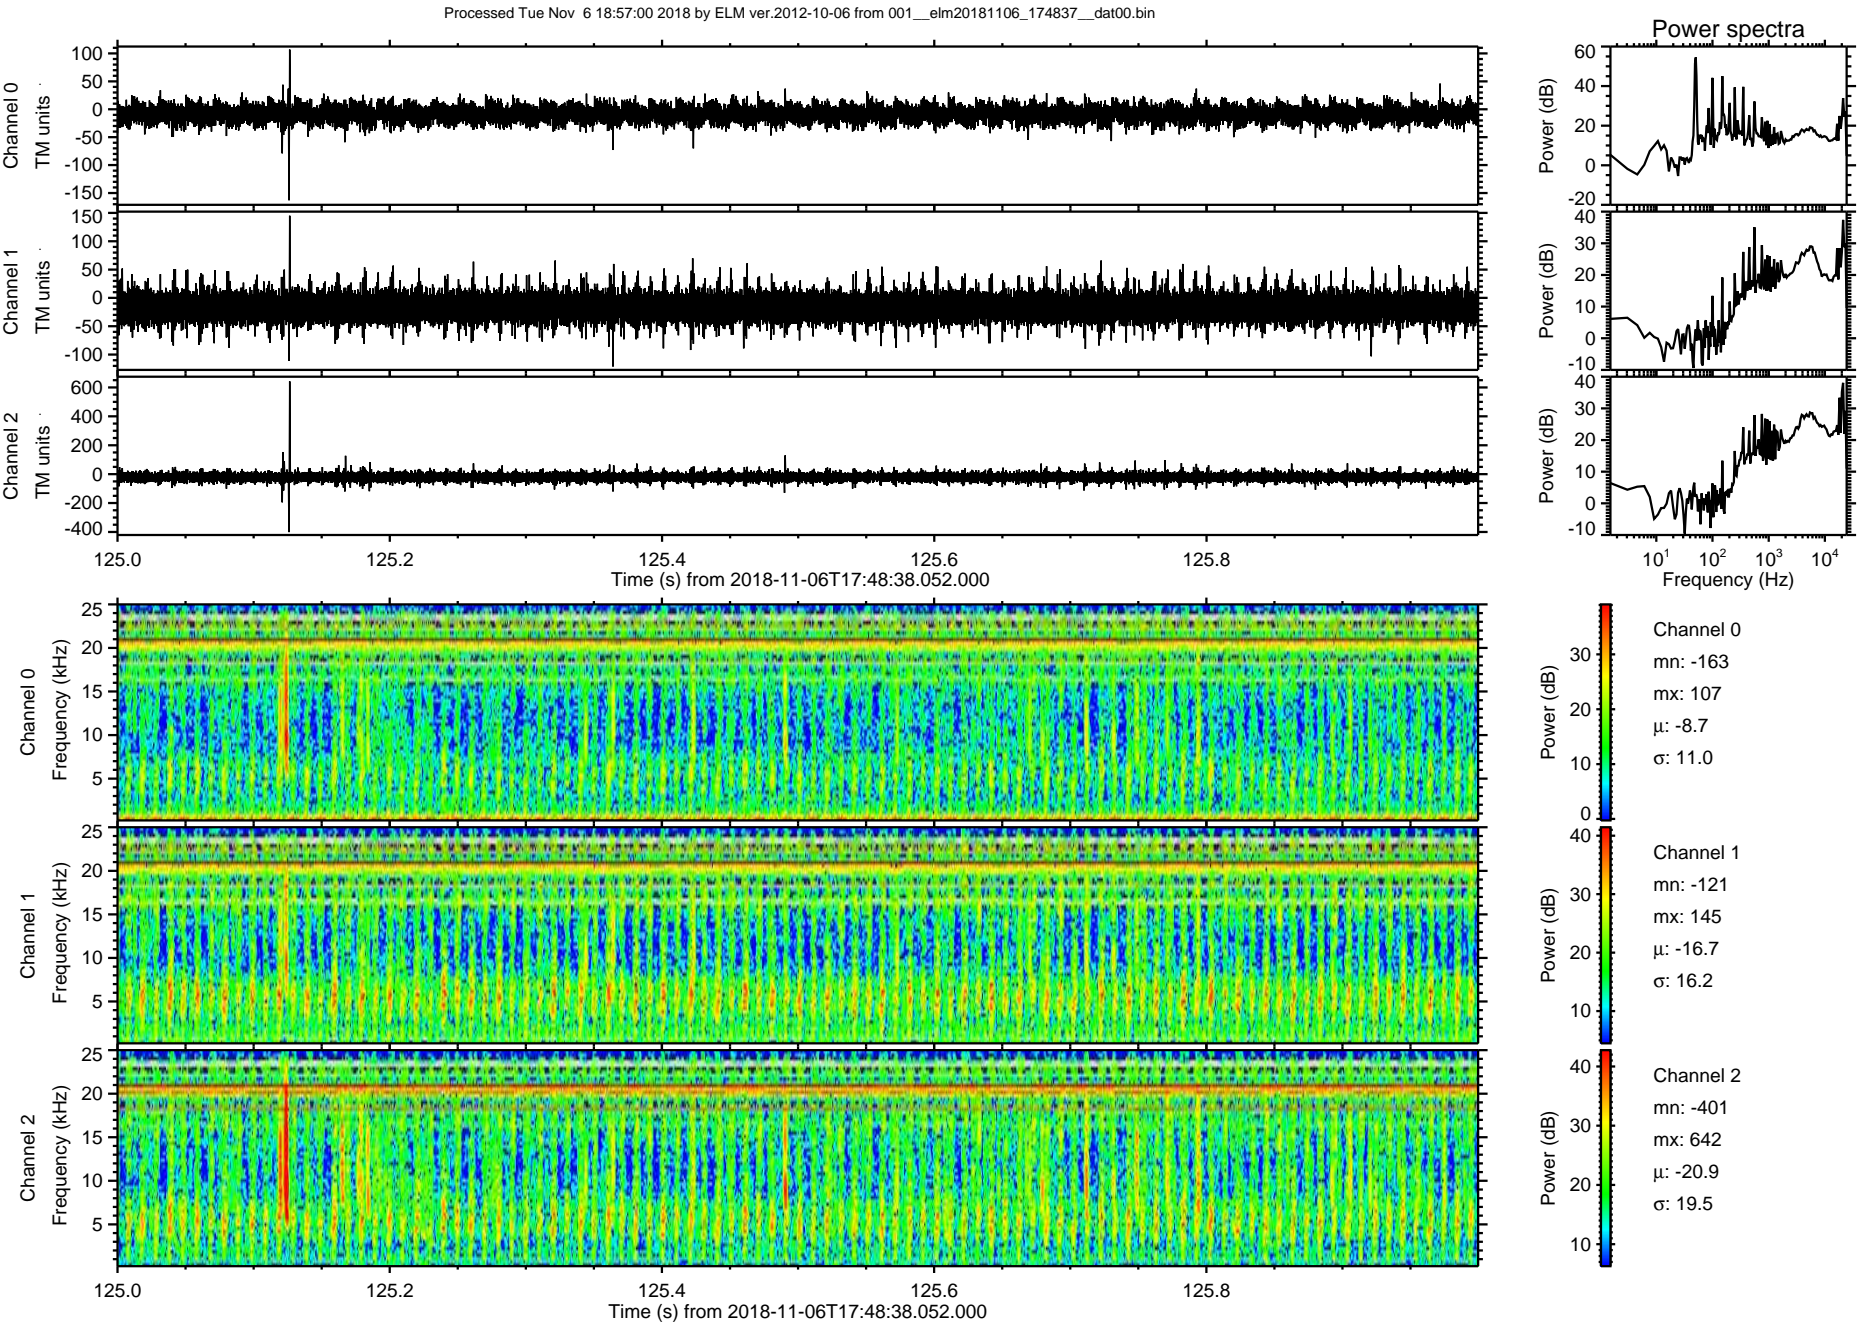 Processed Tue Nov  6 18:57:00 2018 by ELM ver.2012-10-06 from 001__elm20181106_174837__dat00.bin
Power spectra
Channel 0
TM units
100
50
0
-50
-100
-150
Power (dB)
60
40
20
0
-20
Channel 1
TM units
150
100
50
0
-50
-100
Power (dB)
40
30
20
10
0
-10
Channel 2
TM units
600
400
200
0
-200
-400
Power (dB)
40
30
20
10
0
-10
125.0 125.2 125.4 125.6 125.8
Time (s) from 2018-11-06T17:48:38.052.000
10¹ 10² 10³ 10⁴
Frequency (Hz)
Channel 0
Frequency (kHz)
25
20
15
10
5
Power (dB)
30
20
10
0
Channel 0
mn: -163
mx: 107
μ: -8.7
σ: 11.0
Channel 1
Frequency (kHz)
25
20
15
10
5
Power (dB)
40
30
20
10
Channel 1
mn: -121
mx: 145
μ: -16.7
σ: 16.2
Channel 2
Frequency (kHz)
25
20
15
10
5
Power (dB)
40
30
20
10
Channel 2
mn: -401
mx: 642
μ: -20.9
σ: 19.5
125.0 125.2 125.4 125.6 125.8
Time (s) from 2018-11-06T17:48:38.052.000